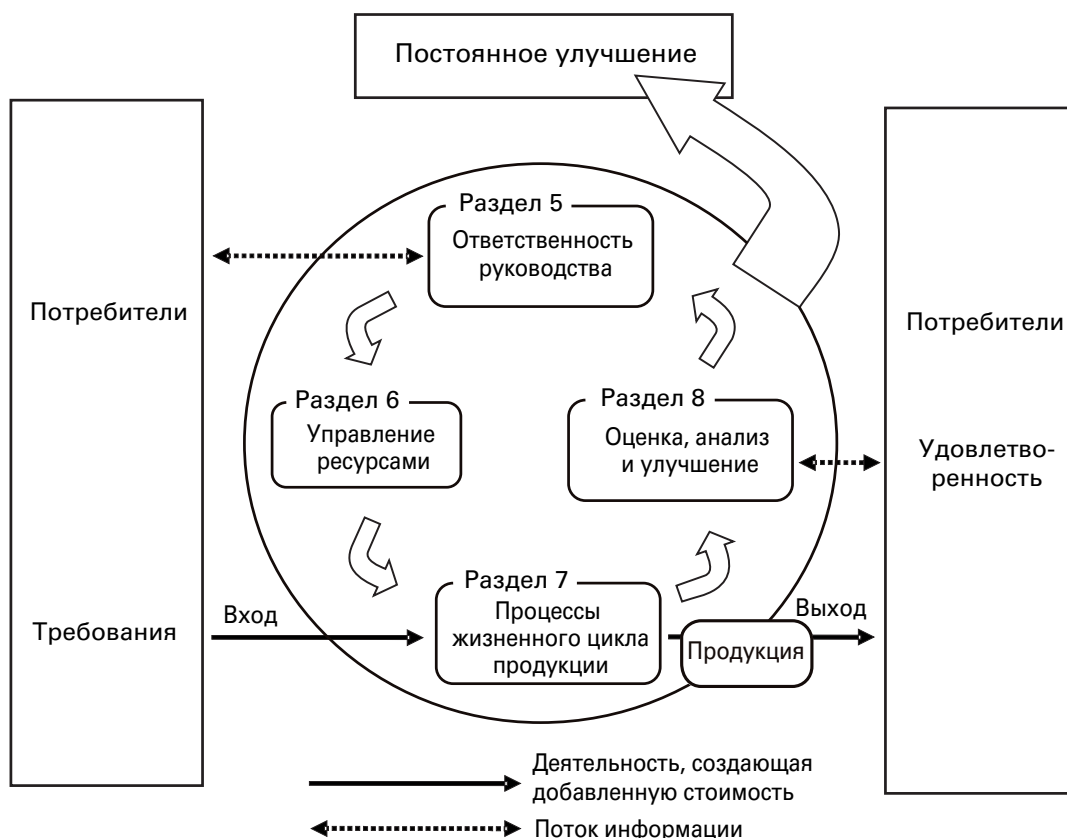 Постоянное улучшение
Раздел 5
Ответственность
руководства
Потребители
Потребители
Раздел 6
Управление
ресурсами
Раздел 8
Оценка, анализ
и улучшение
Удовлетво-
ренность
Требования
Вход
Раздел 7
Процессы
жизненного цикла
продукции
Продукция
Выход
Деятельность, создающая
добавленную стоимость
Поток информации